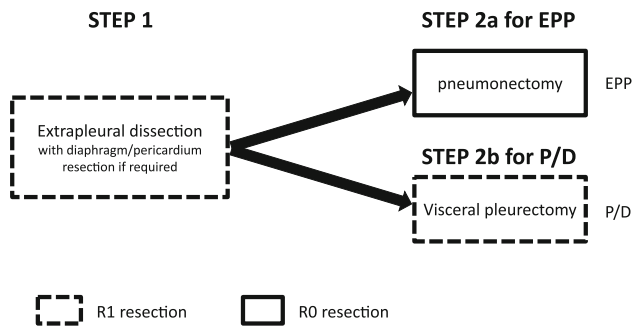 STEP 1
STEP 2a for EPP
pneumonectomy
EPP
Extrapleural dissection
with diaphragm/pericardium
resection if required
STEP 2b for P/D
Visceral pleurectomy
P/D
R1 resection
R0 resection